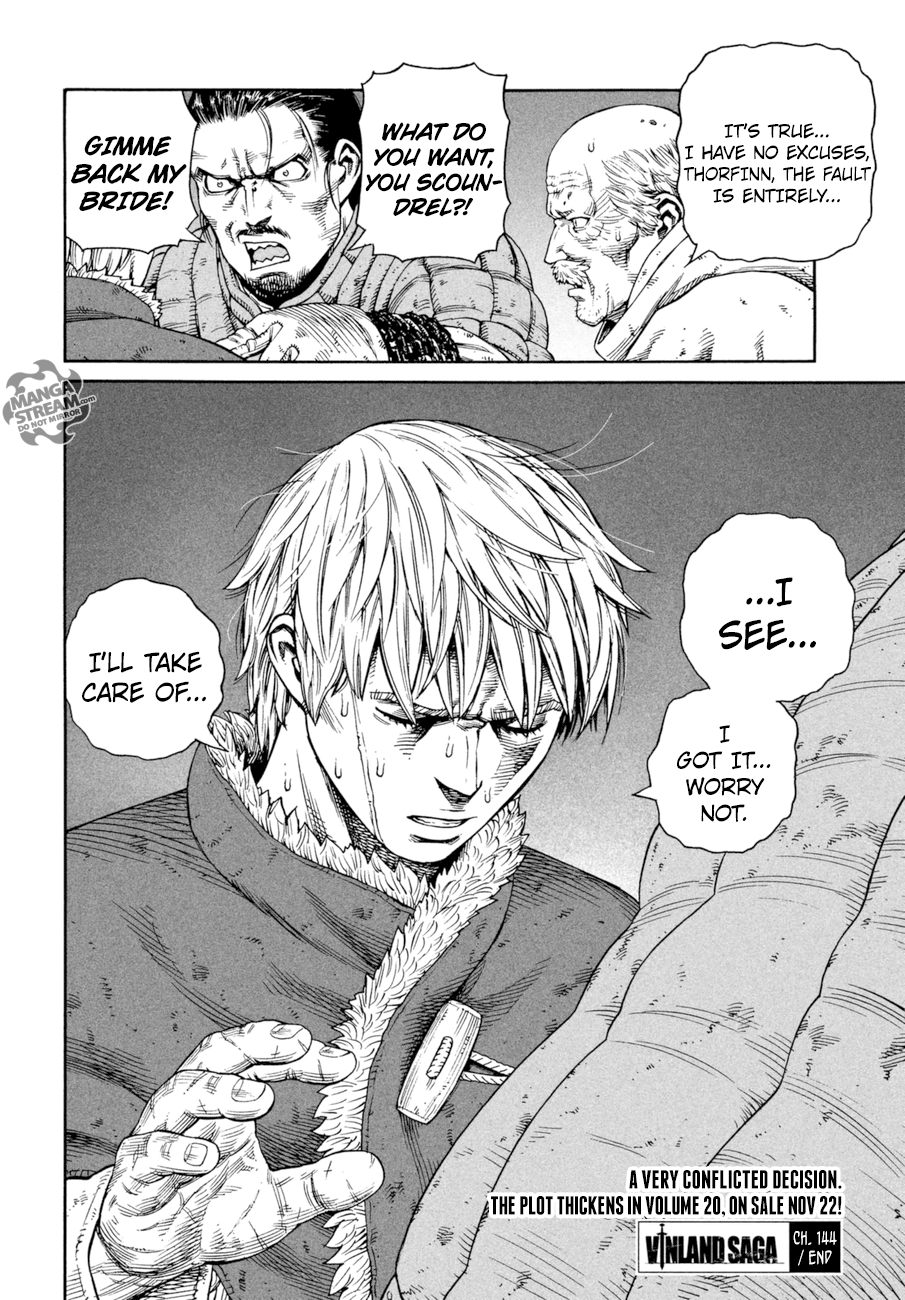 IT'S TRUE...
I HAVE NO EXCUSES,
THORFINN, THE FAULT
IS ENTIRELY...
WHAT DO
YOU WANT,
YOU SCOUN-
DREL?!
GIMME
BACK MY
BRIDE!
MANGA
STREAM.com
DO NOT MIRROR
...I
SEE...
I
GOT IT...
WORRY
NOT.
I'LL TAKE
CARE OF...
A VERY CONFLICTED DECISION.
THE PLOT THICKENS IN VOLUME 20, ON SALE NOV 22!
VINLAND SAGA
CH. 144
/ END